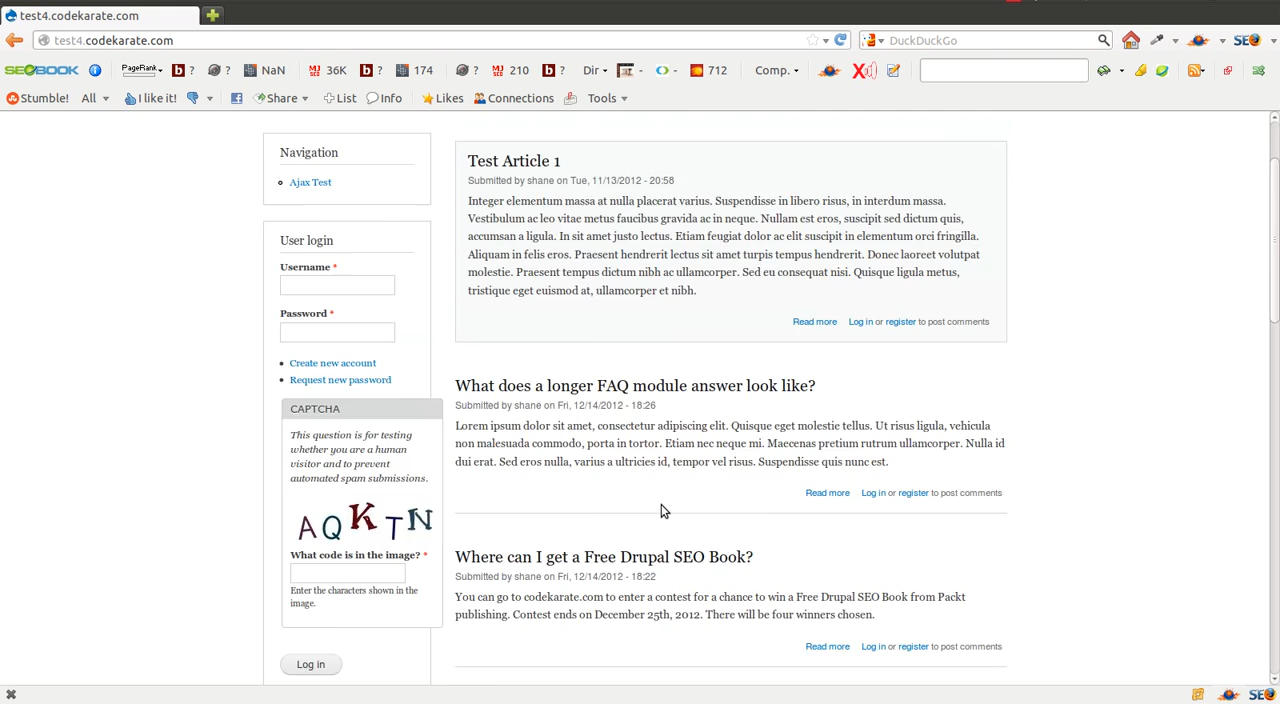 test4.codekarate.com
test4.codekarate.com
DuckDuckGo
SEO
SEOBOOK PageRank ? ? NaN 36K ? 174 ? 210 ? Dir 712 Comp.
Stumble! All I like it! Share List Info Likes Connections Tools
Navigation
Ajax Test
User login
Username *
Password *
Create new account
Request new password
CAPTCHA
This question is for testing
whether you are a human
visitor and to prevent
automated spam submissions.
AQKTN
What code is in the image? *
Enter the characters shown in the
image.
Log in
Test Article 1
Submitted by shane on Tue, 11/13/2012 - 20:58
Integer elementum massa at nulla placerat varius. Suspendisse in libero risus, in interdum massa.
Vestibulum ac leo vitae metus faucibus gravida ac in neque. Nullam est eros, suscipit sed dictum quis,
accumsan a ligula. In sit amet justo lectus. Etiam feugiat dolor ac elit suscipit in elementum orci fringilla.
Aliquam in felis eros. Praesent hendrerit lectus sit amet turpis tempus hendrerit. Donec laoreet volutpat
molestie. Praesent tempus dictum nibh ac ullamcorper. Sed eu consequat nisi. Quisque ligula metus,
tristique eget euismod at, ullamcorper et nibh.
Read more Log in or register to post comments
What does a longer FAQ module answer look like?
Submitted by shane on Fri, 12/14/2012 - 18:26
Lorem ipsum dolor sit amet, consectetur adipiscing elit. Quisque eget molestie tellus. Ut risus ligula, vehicula
non malesuada commodo, porta in tortor. Etiam nec neque mi. Maecenas pretium rutrum ullamcorper. Nulla id
dui erat. Sed eros nulla, varius a ultricies id, tempor vel risus. Suspendisse quis nunc est.
Read more Log in or register to post comments
Where can I get a Free Drupal SEO Book?
Submitted by shane on Fri, 12/14/2012 - 18:22
You can go to codekarate.com to enter a contest for a chance to win a Free Drupal SEO Book from Packt
publishing. Contest ends on December 25th, 2012. There will be four winners chosen.
Read more Log in or register to post comments
SEO